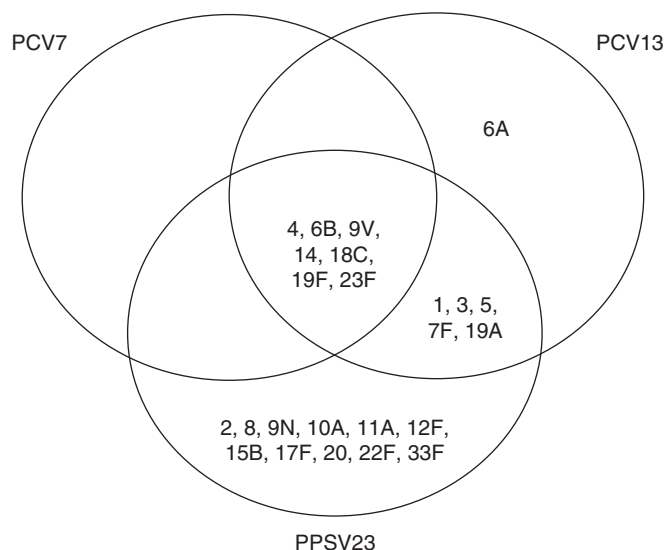 PCV7
PCV13
6A
4, 6B, 9V,
14, 18C,
19F, 23F
1, 3, 5,
7F, 19A
2, 8, 9N, 10A, 11A, 12F,
15B, 17F, 20, 22F, 33F
PPSV23